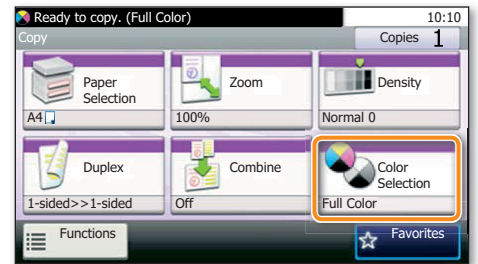 Ready to copy. (Full Color) 10:10
Copy Copies 1
Paper Selection
A4
Zoom
100%
Density
Normal 0
Duplex
1-sided>>1-sided
Combine
Off
Color Selection
Full Color
Functions
Favorites